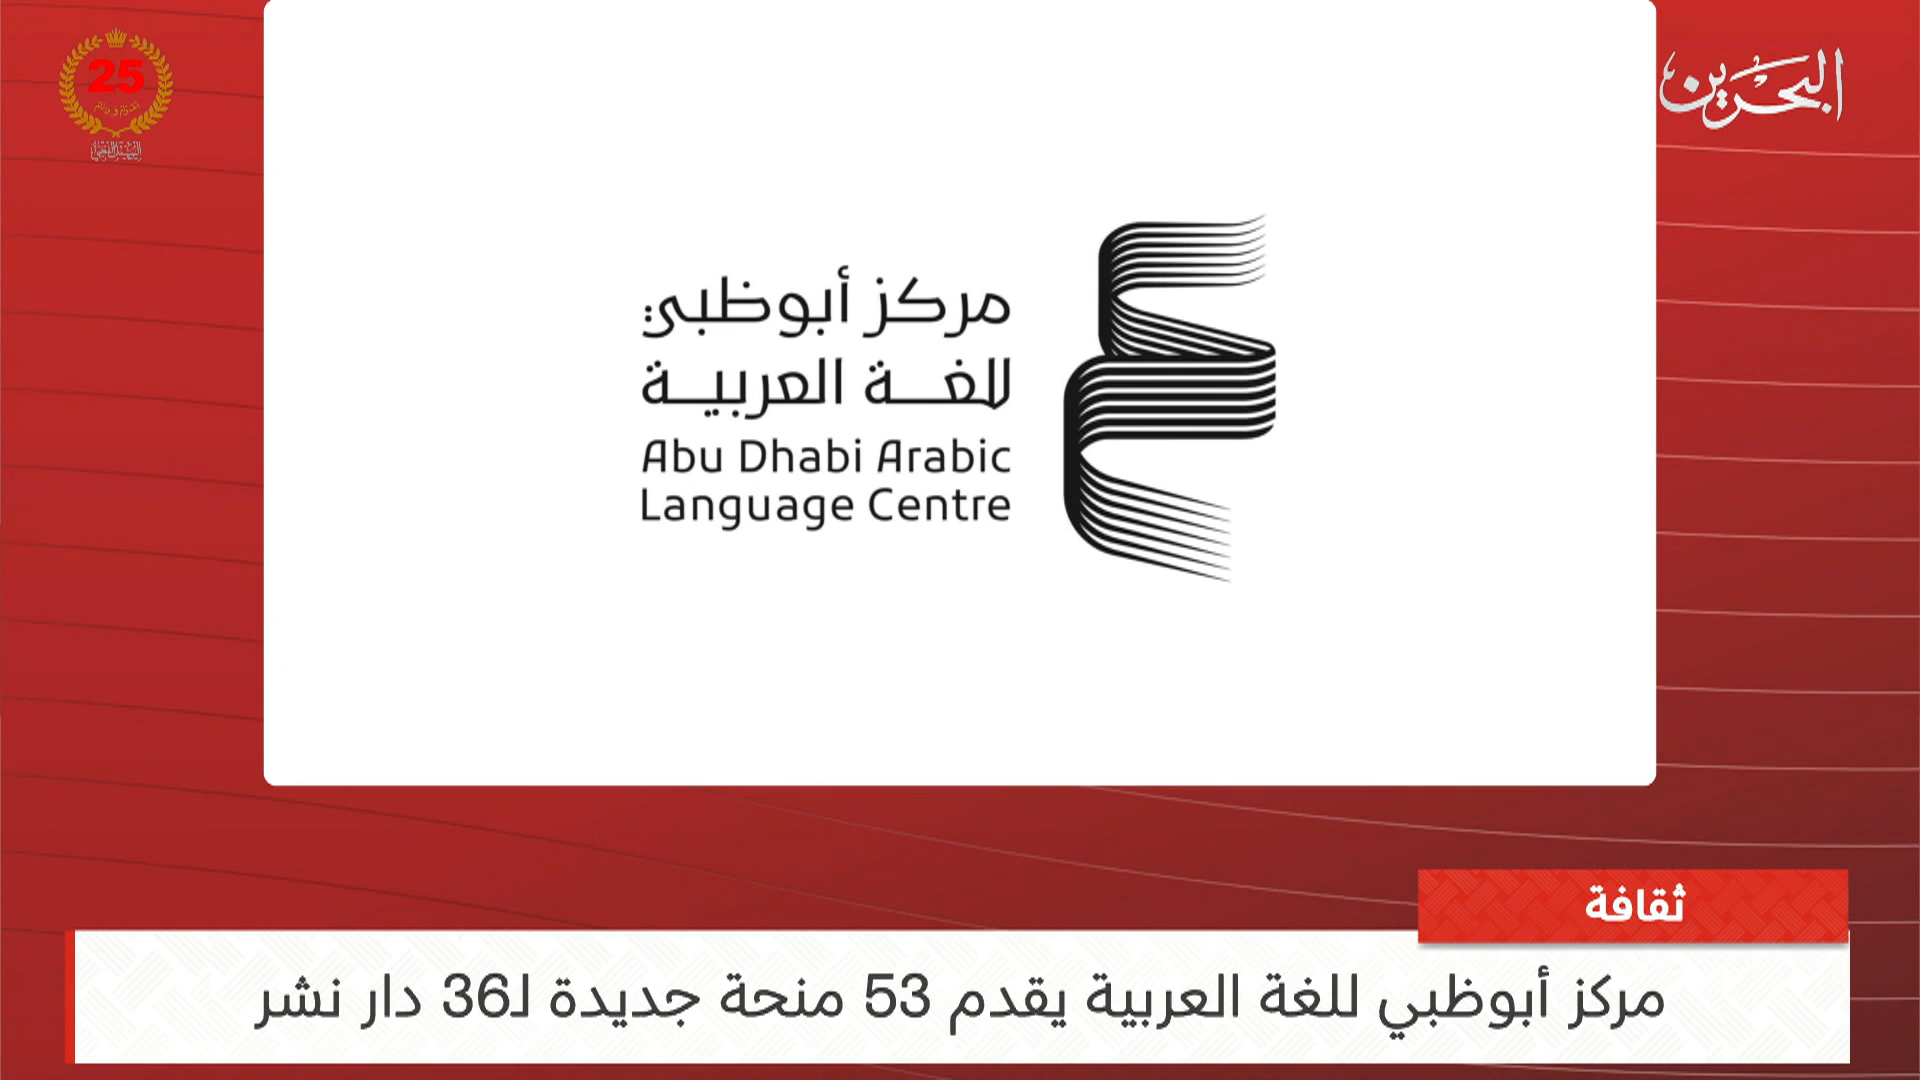 25
البحرين
مركز أبوظبي
للغة العربية
Abu Dhabi Arabic
Language Centre
ثقافة
مركز أبوظبي للغة العربية يقدم 53 منحة جديدة لـ36 دار نشر